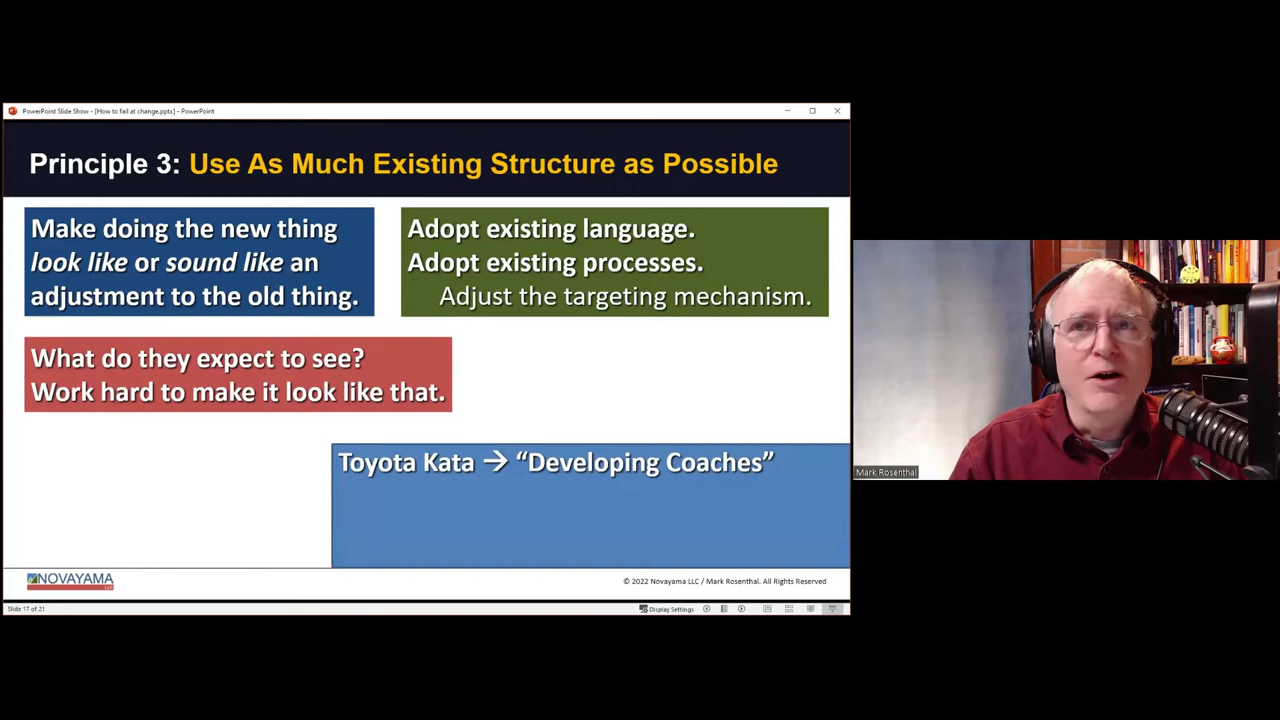 PowerPoint Slide Show - [How to fail at change.pptx] - PowerPoint
Principle 3: Use As Much Existing Structure as Possible
Make doing the new thing
look like or sound like an
adjustment to the old thing.
Adopt existing language.
Adopt existing processes.
Adjust the targeting mechanism.
What do they expect to see?
Work hard to make it look like that.
Toyota Kata → “Developing Coaches”
Mark Rosenthal
NOVAYAMA
© 2022 Novayama LLC / Mark Rosenthal. All Rights Reserved
Slide 17 of 21
Display Settings